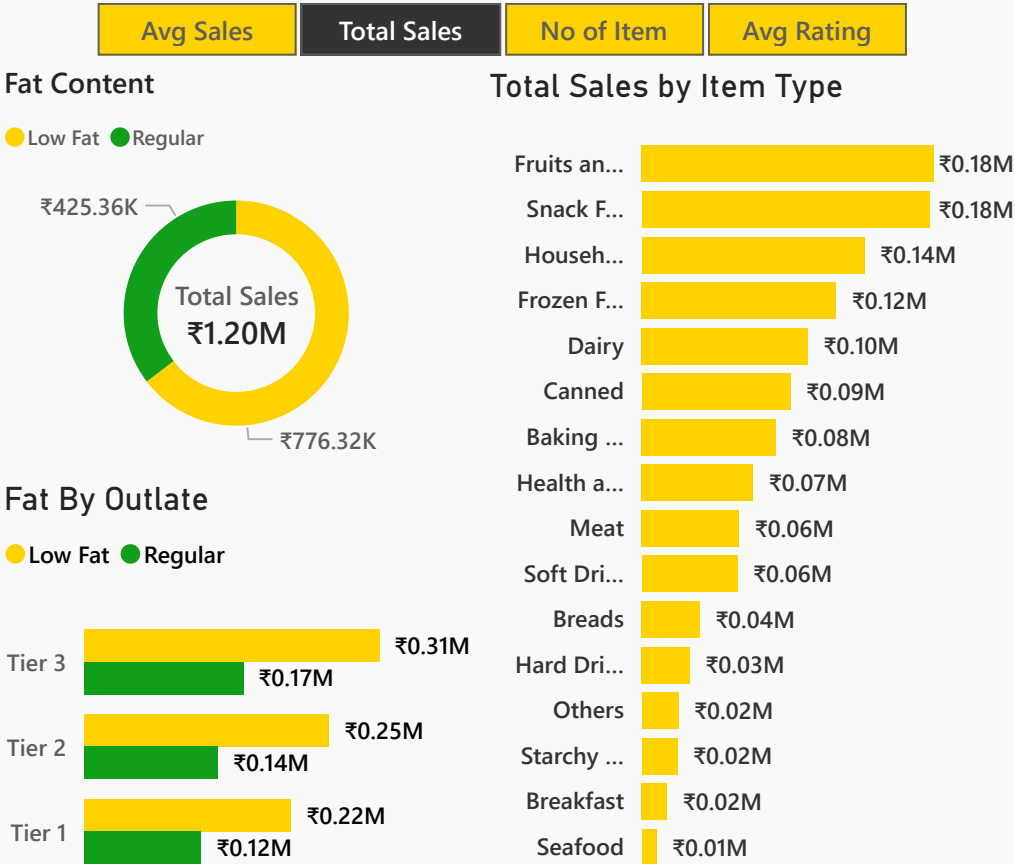 Avg Sales
Total Sales
No of Item
Avg Rating
Fat Content
Low Fat
Regular
₹425.36K
Total Sales
₹1.20M
₹776.32K
Fat By Outlate
Low Fat
Regular
Tier 3
₹0.31M
₹0.17M
Tier 2
₹0.25M
₹0.14M
Tier 1
₹0.22M
₹0.12M
Total Sales by Item Type
Fruits an... ₹0.18M
Snack F... ₹0.18M
Househ... ₹0.14M
Frozen F... ₹0.12M
Dairy ₹0.10M
Canned ₹0.09M
Baking ... ₹0.08M
Health a... ₹0.07M
Meat ₹0.06M
Soft Dri... ₹0.06M
Breads ₹0.04M
Hard Dri... ₹0.03M
Others ₹0.02M
Starchy ... ₹0.02M
Breakfast ₹0.02M
Seafood ₹0.01M